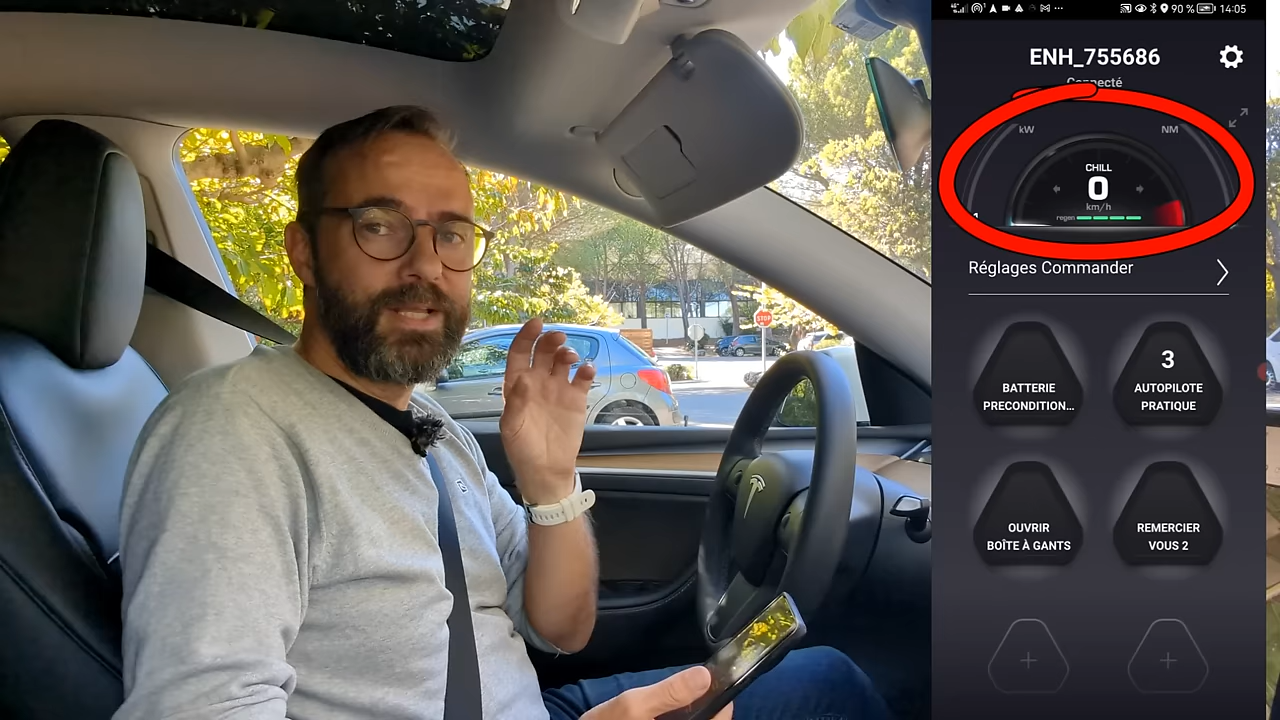 90 % 14:05
ENH_755686
Connecté
kW NM
CHILL
0
km/h
regen
1
Réglages Commander
BATTERIE
PRECONDITION...
3
AUTOPILOTE
PRATIQUE
OUVRIR
BOÎTE À GANTS
REMERCIER
VOUS 2
STOP